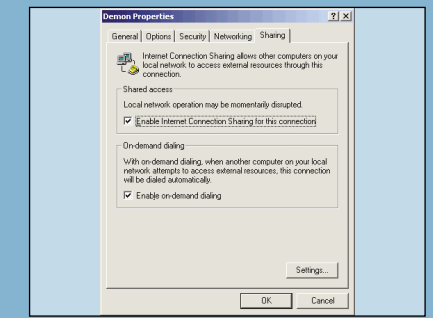 Demon Properties
General Options Security Networking Sharing
Internet Connection Sharing allows other computers on your
local network to access external resources through this
connection.
Shared access
Local network operation may be momentarily disrupted.
Enable Internet Connection Sharing for this connection
On-demand dialing
With on-demand dialing, when another computer on your local
network attempts to access external resources, this connection
will be dialed automatically.
Enable on-demand dialing
Settings...
OK Cancel